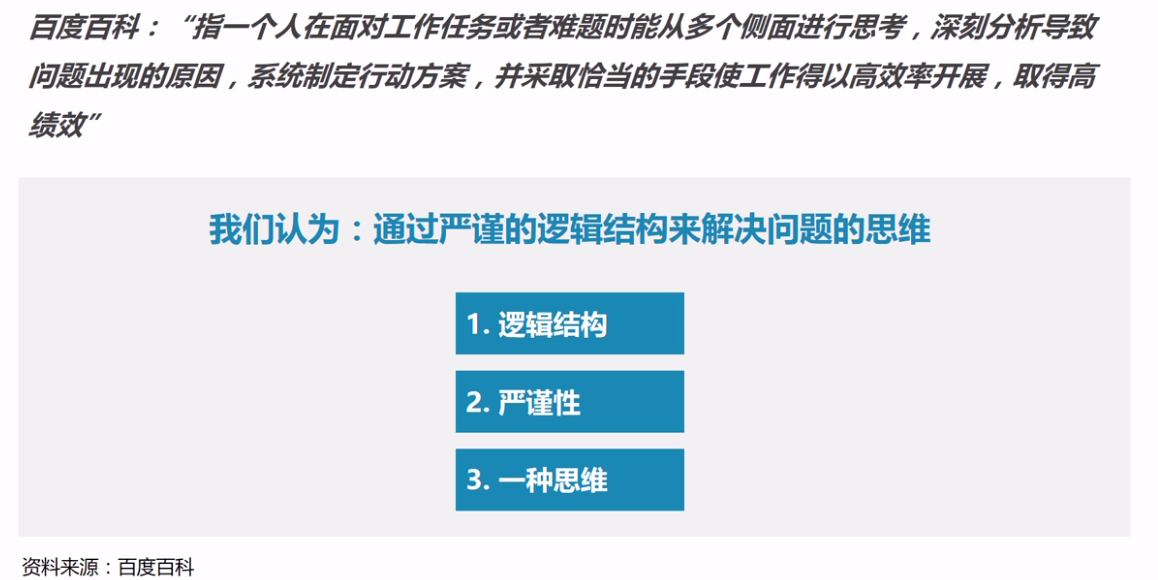 百度百科：“指一个人在面对工作任务或者难题时能从多个侧面进行思考，深刻分析导致
问题出现的原因，系统制定行动方案，并采取恰当的手段使工作得以高效率开展，取得高
绩效”
我们认为：通过严谨的逻辑结构来解决问题的思维
1. 逻辑结构
2. 严谨性
3. 一种思维
资料来源：百度百科